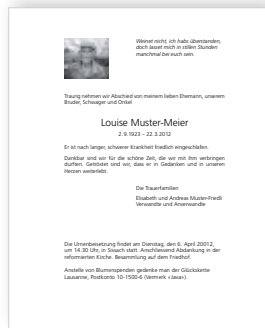 Weinet nicht, ich habs überstanden,
doch lasset mich in stillen Stunden
manchmal bei euch sein.
Traurig nehmen wir Abschied von meinem lieben Ehemann, unserem
Bruder, Schwager und Onkel
Louise Muster-Meier
2. 9.1923 – 22.3.2012
Er ist nach langer, schwerer Krankheit friedlich eingeschlafen.
Dankbar sind wir für die schöne Zeit, die wir mit ihm verbringen
durften. Getröstet sind wir, dass er in Gedanken und in unseren
Herzen weiterlebt.
Die Trauerfamilien
Elisabeth und Andreas Muster-Friedl
Verwandte und Anverwandte
Die Urnenbeisetzung findet am Dienstag, den 6. April 20012,
um 14.30 Uhr, in Sissach statt. Anschliessend Abdankung in der
reformierten Kirche. Besammlung auf dem Friedhof.
Anstelle von Blumenspenden gedenke man der Glückskette
Lausanne, Postkonto 10-1500-6 (Vermerk «Java»).